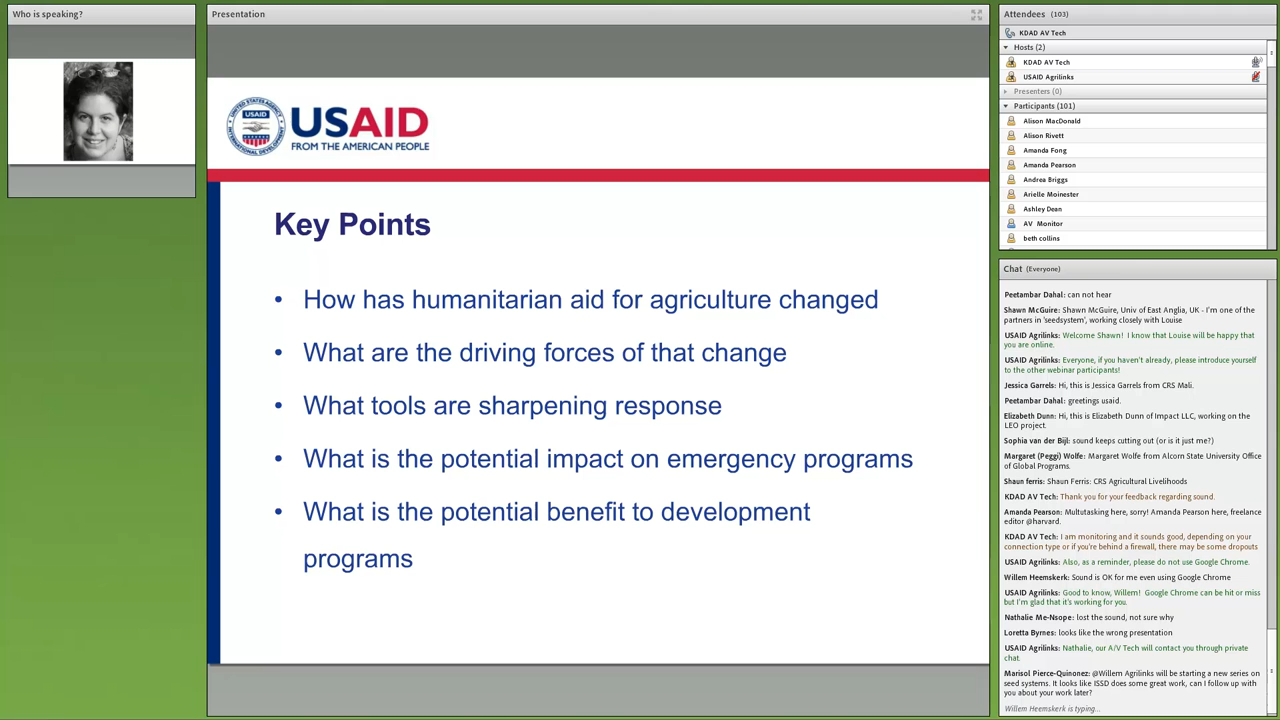 Who is speaking?
Presentation
UNITED STATES AGENCY
INTERNATIONAL DEVELOPMENT
USAID
USAID
FROM THE AMERICAN PEOPLE
Key Points
• How has humanitarian aid for agriculture changed
• What are the driving forces of that change
• What tools are sharpening response
• What is the potential impact on emergency programs
• What is the potential benefit to development
programs
Attendees (103)
KDAD AV Tech
Hosts (2)
KDAD AV Tech
USAID Agrilinks
Presenters (0)
Participants (101)
Alison MacDonald
Alison Rivett
Amanda Fong
Amanda Pearson
Andrea Briggs
Arielle Moinester
Ashley Dean
AV Monitor
beth collins
Chat (Everyone)
Peetambar Dahal: can not hear
Shawn McGuire: Shawn McGuire, Univ of East Anglia, UK - I'm one of the
partners in 'seedsystem', working closely with Louise
USAID Agrilinks: Welcome Shawn! I know that Louise will be happy that
you are online.
USAID Agrilinks: Everyone, if you haven't already, please introduce yourself
to the other webinar participants!
Jessica Garrels: Hi, this is Jessica Garrels from CRS Mali.
Peetambar Dahal: greetings usaid.
Elizabeth Dunn: Hi, this is Elizabeth Dunn of Impact LLC, working on the
LEO project.
Sophia van der Bijl: sound keeps cutting out (or is it just me?)
Margaret (Peggi) Wolfe: Margaret Wolfe from Alcorn State University Office
of Global Programs.
Shaun ferris: Shaun Ferris: CRS Agricultural Livelihoods
KDAD AV Tech: Thank you for your feedback regarding sound.
Amanda Pearson: Multutasking here, sorry! Amanda Pearson here, freelance
editor @harvard.
KDAD AV Tech: I am monitoring and it sounds good, depending on your
connection type or if you're behind a firewall, there may be some dropouts
USAID Agrilinks: Also, as a reminder, please do not use Google Chrome.
Willem Heemskerk: Sound is OK for me even using Google Chrome
USAID Agrilinks: Good to know, Willem! Google Chrome can be hit or miss
but I'm glad that it's working for you.
Nathalie Me-Nsope: lost the sound, not sure why
Loretta Byrnes: looks like the wrong presentation
USAID Agrilinks: Nathalie, our A/V Tech will contact you through private
chat.
Marisol Pierce-Quinonez: @Willem Agrilinks will be starting a new series on
seed systems. It looks like ISSD does some great work, can I follow up with
you about your work later?
Willem Heemskerk is typing...